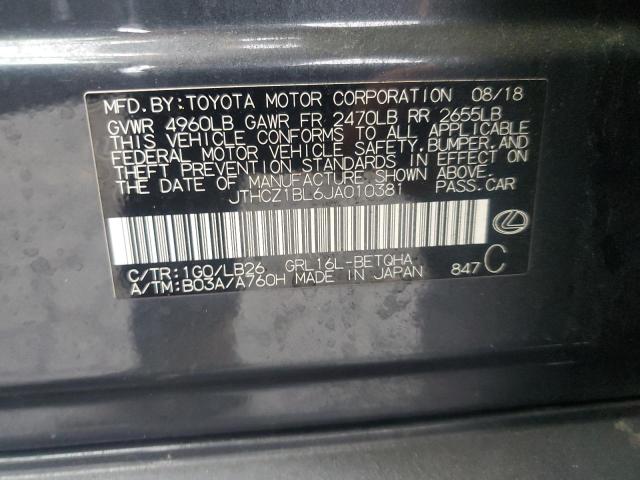 MFD.BY:TOYOTA MOTOR CORPORATION 08/18
GVWR 4960LB GAWR FR 2470LB RR 2655LB
THIS VEHICLE CONFORMS TO ALL APPLICABLE
FEDERAL MOTOR VEHICLE SAFETY,BUMPER,AND
THEFT PREVENTION STANDARDS IN EFFECT ON
THE DATE OF MANUFACTURE SHOWN ABOVE.
JTHCZ1BL6JA010381 PASS.CAR
C/TR:1G0/LB26 GRL16L-BETQHA
A/TM:B03A/A760H MADE IN JAPAN 847 C